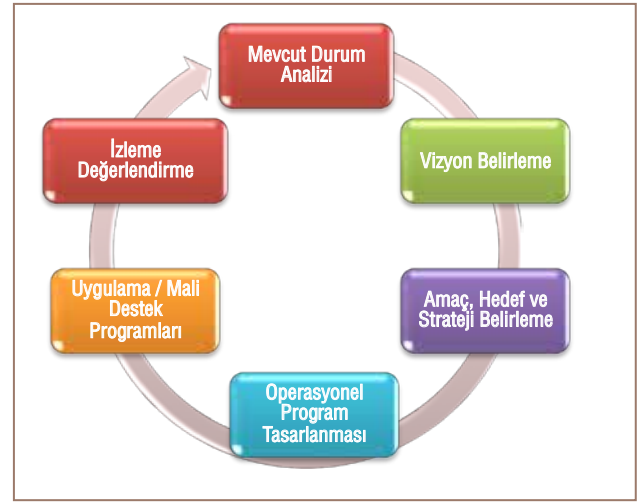 Mevcut Durum
Analizi
Vizyon Belirleme
Amaç, Hedef ve
Strateji Belirleme
Operasyonel
Program
Tasarlanması
Uygulama / Mali
Destek
Programları
İzleme
Değerlendirme